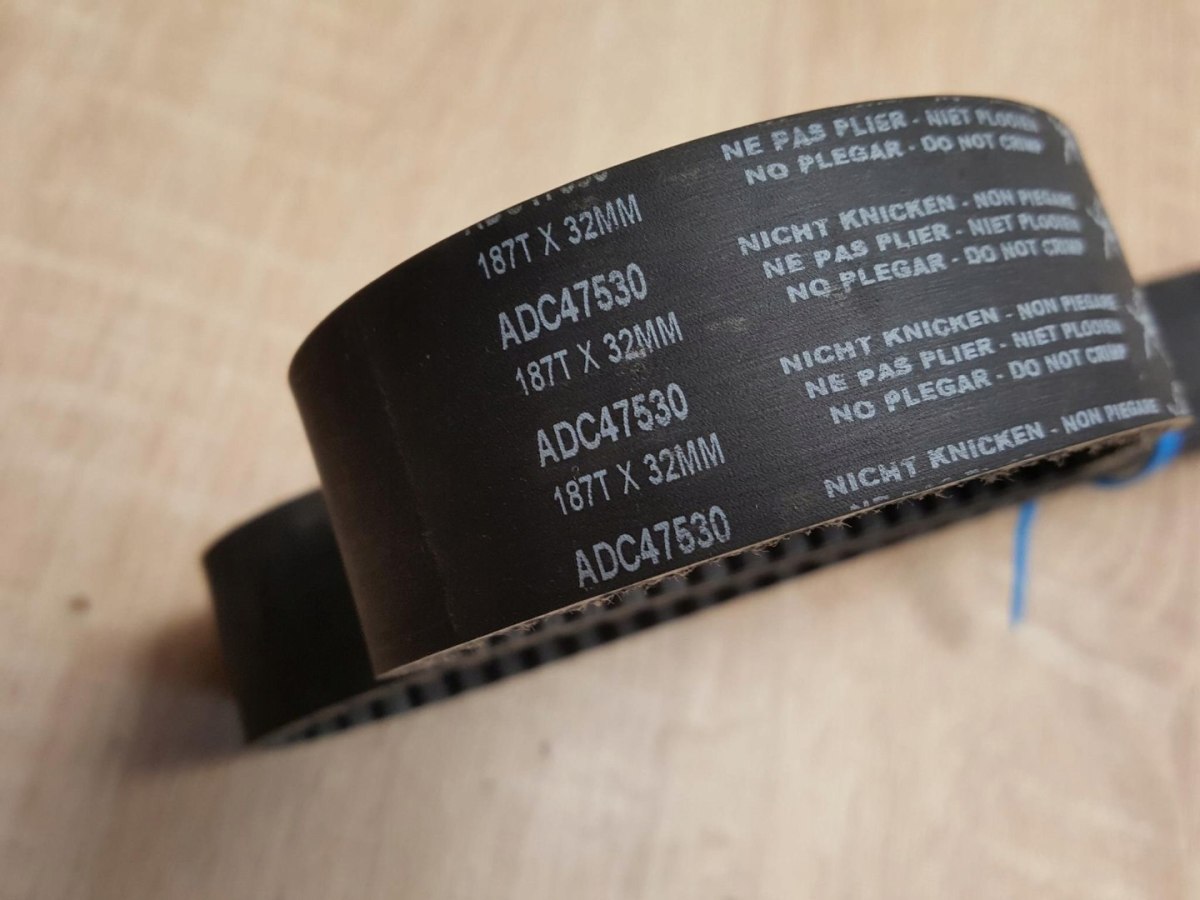 187T X 32MM
ADC47530
187T X 32MM
ADC47530
187T X 32MM
ADC47530
NE PAS PLIER - NIET PLOOIEN
NO PLEGAR - DO NOT CRIMP
NICHT KNICKEN - NON PIEGARE
NE PAS PLIER - NIET PLOOIEN
NO PLEGAR - DO NOT CRIMP
NICHT KNICKEN - NON PIEGARE
NE PAS PLIER - NIET PLOOIEN
NO PLEGAR - DO NOT CRIMP
NICHT KNICKEN - NON PIEGARE